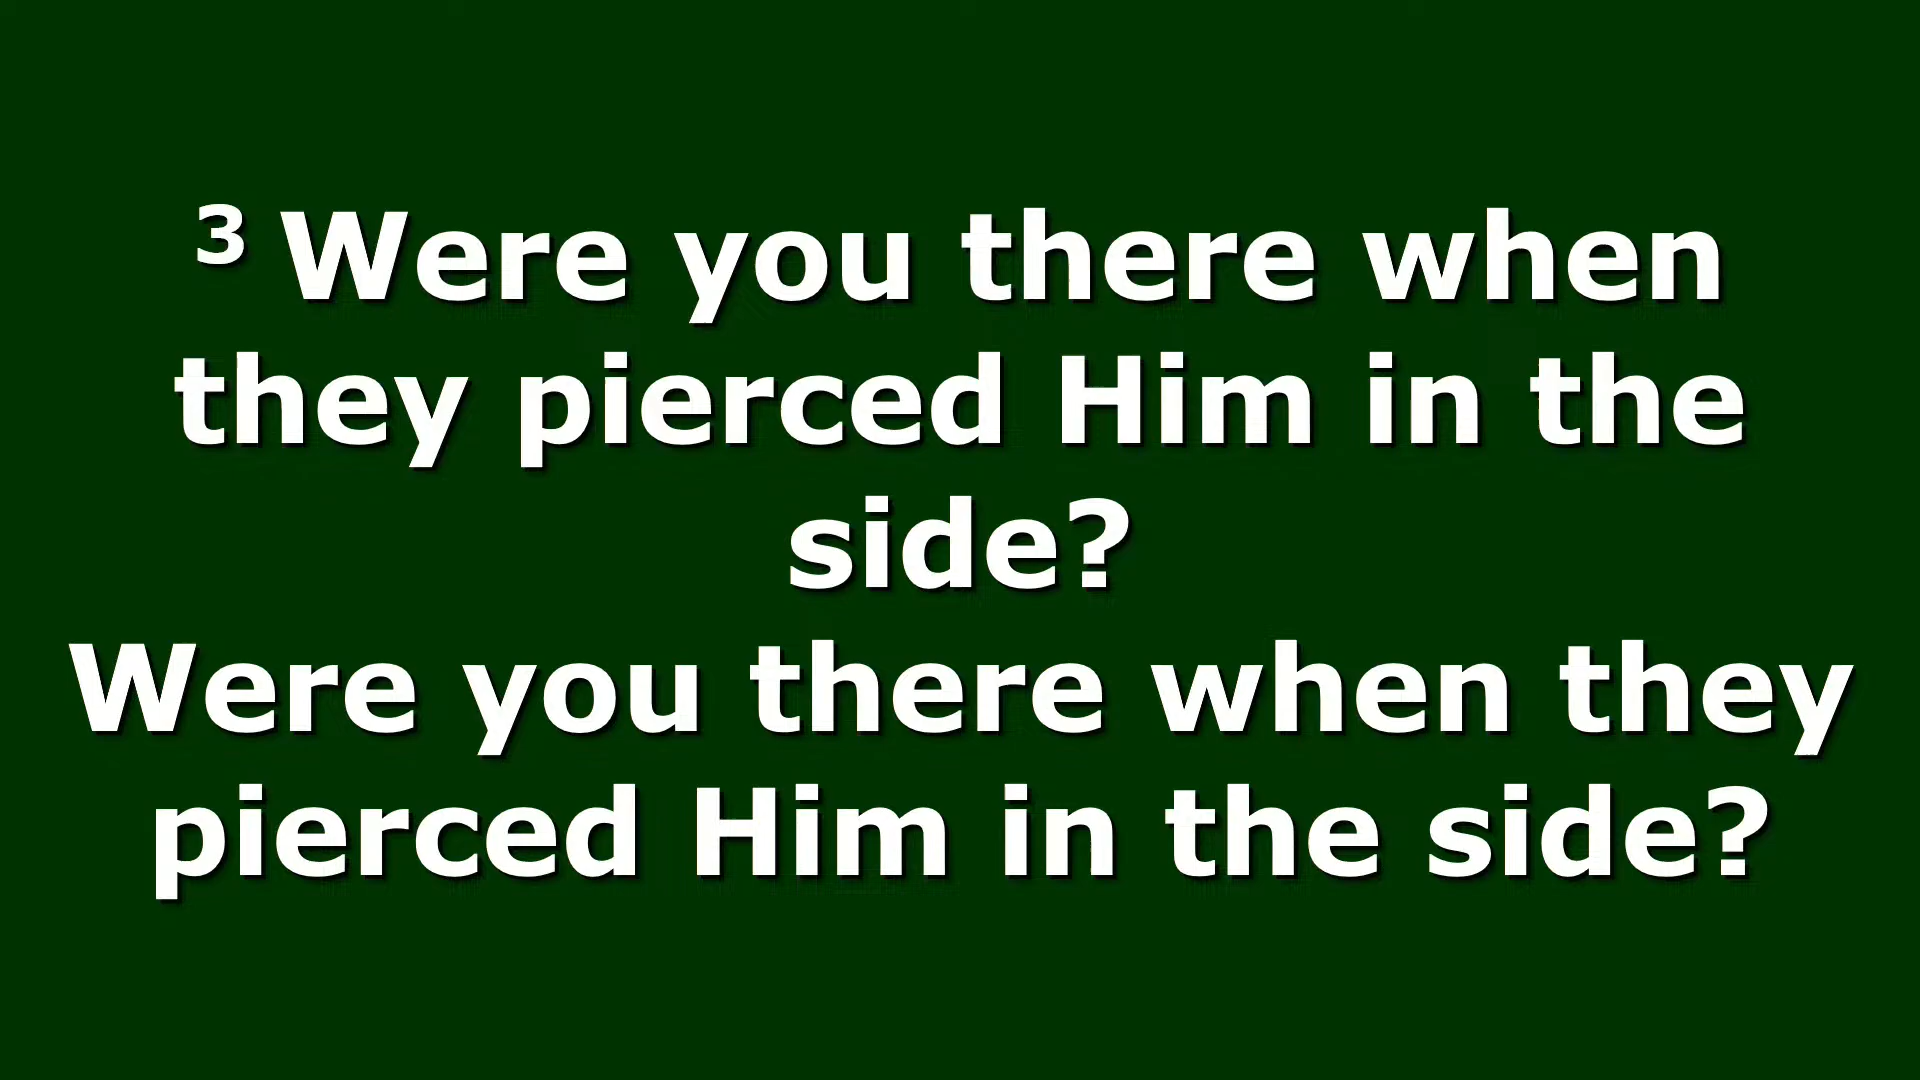 3 Were you there when
they pierced Him in the
side?
Were you there when they
pierced Him in the side?